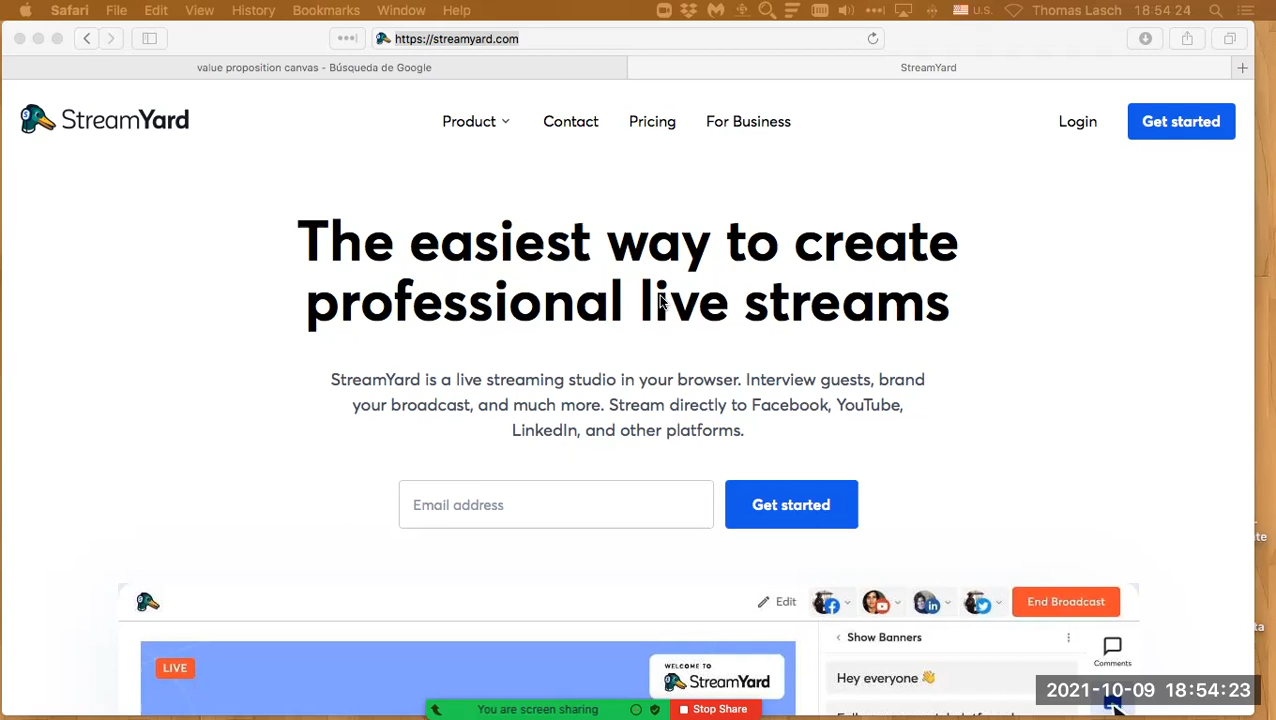 Safari File Edit View History Bookmarks Window Help U.S. Thomas Lasch 18:54:24
https://streamyard.com
value proposition canvas - Búsqueda de Google StreamYard
StreamYard Product Contact Pricing For Business Login Get started
The easiest way to create
professional live streams
StreamYard is a live streaming studio in your browser. Interview guests, brand
your broadcast, and much more. Stream directly to Facebook, YouTube,
LinkedIn, and other platforms.
Email address Get started
Edit End Broadcast
Show Banners
LIVE
WELCOME TO
StreamYard
Comments
Hey everyone 👋
2021-10-09 18:54:23
You are screen sharing Stop Share